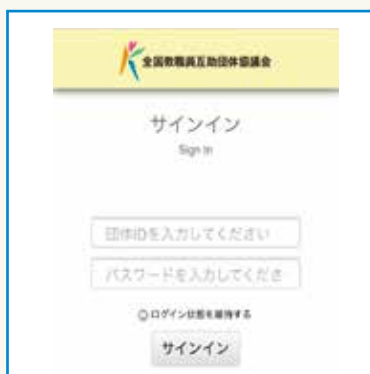 全国教職員互助団体協議会
サインイン
Sign In
団体IDを入力してください
パスワードを入力してくださ
ログイン状態を維持する
サインイン